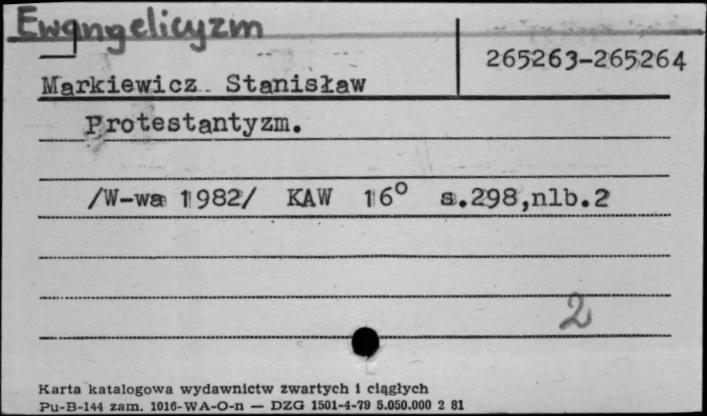 Ewangelicyzm
265263-265264
Markiewicz Stanisław
Protestantyzm.
/W-wa 1982/ KAW 16° s.298,nlb.2
2
Karta katalogowa wydawnictw zwartych i ciągłych
Pu-B-144 zam. 1016-WA-O-n — DZG 1501-4-79 5.050.000 2 81